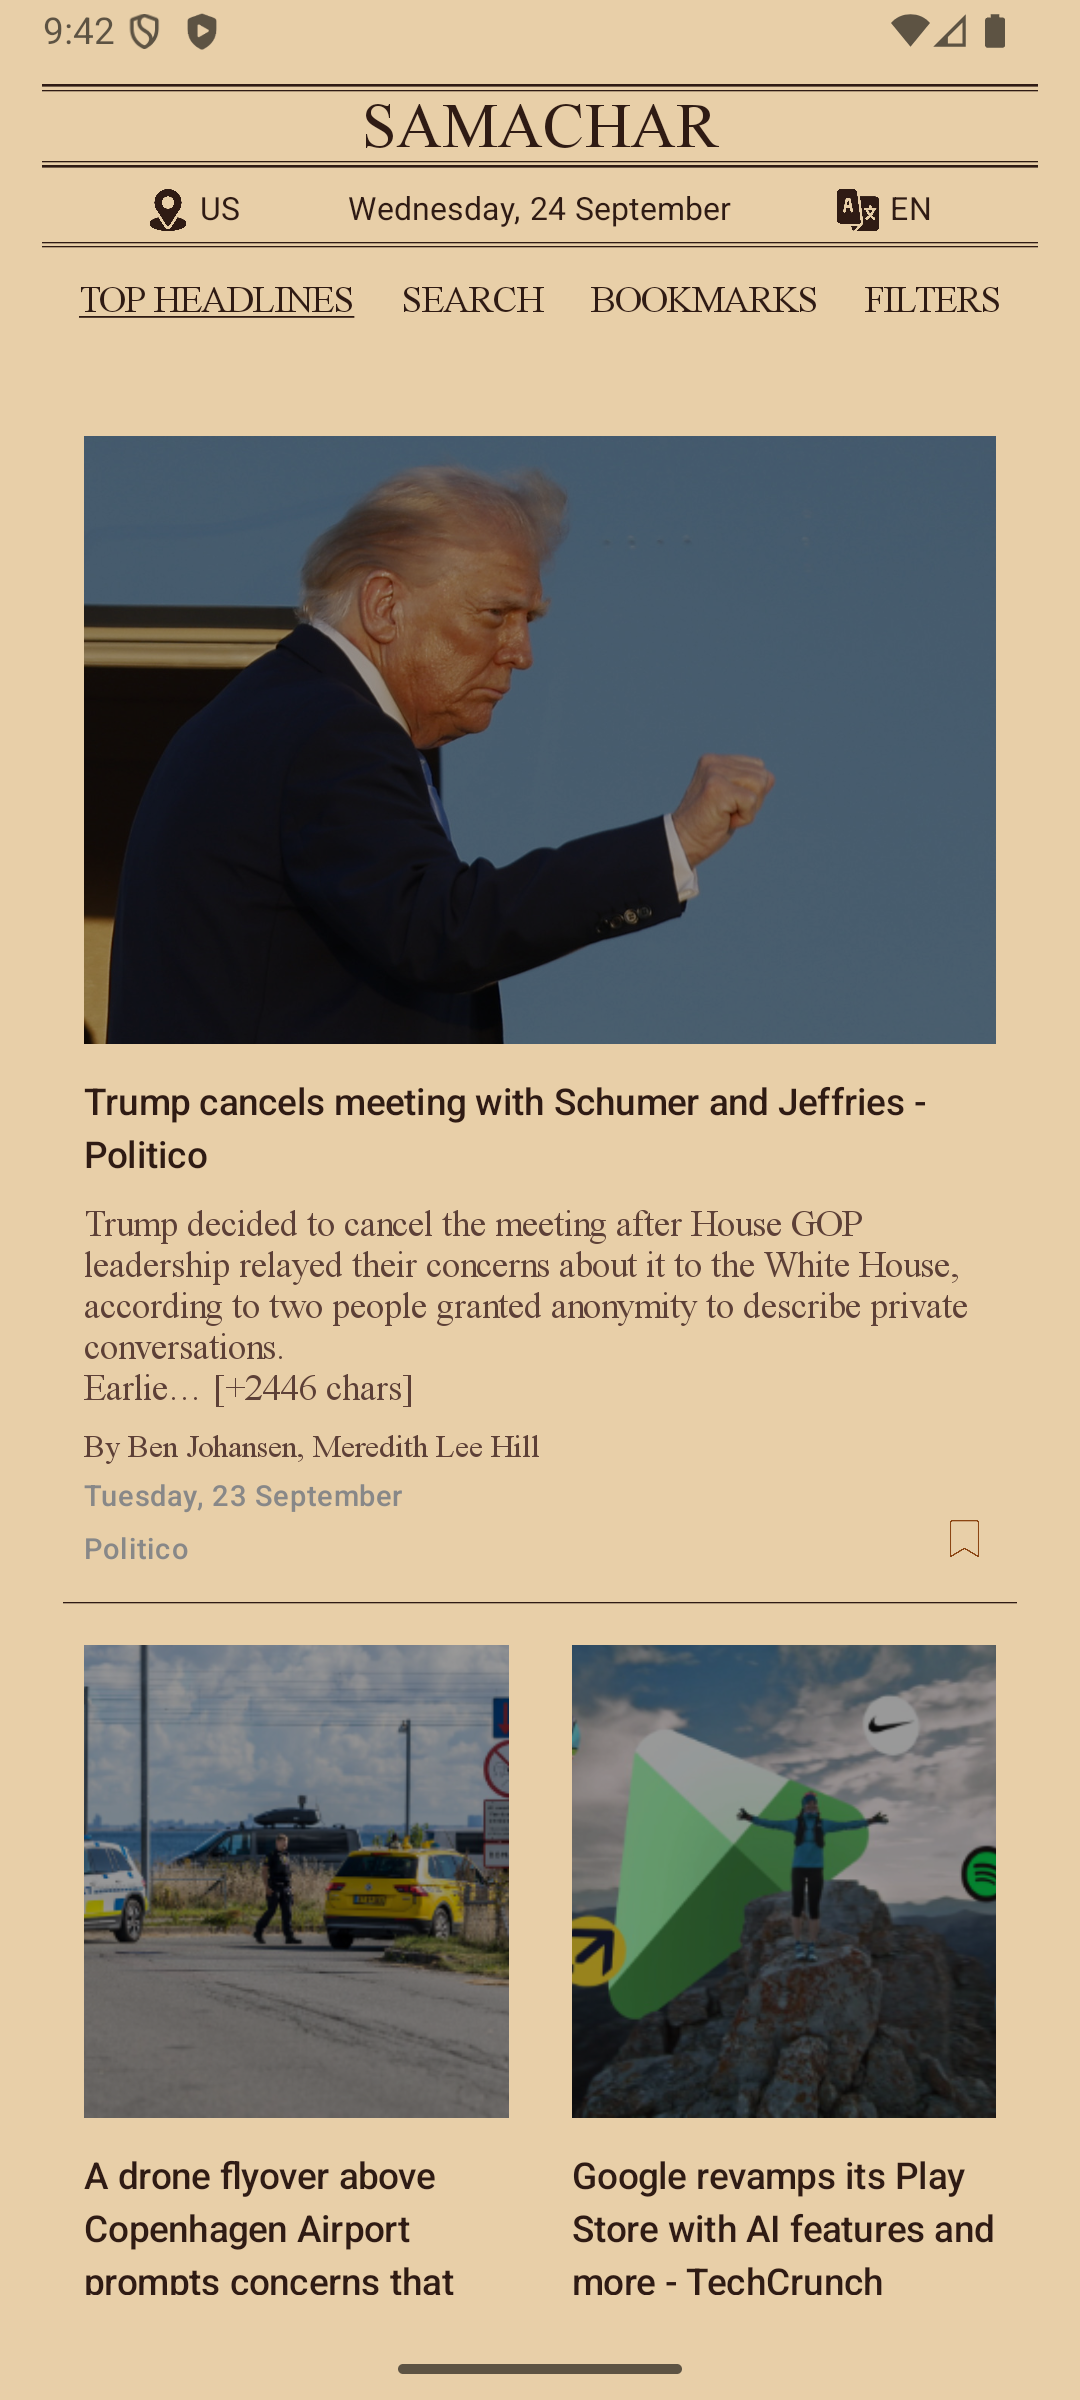 9:42
SAMACHAR
US
Wednesday, 24 September
EN
TOP HEADLINES
SEARCH
BOOKMARKS
FILTERS
Trump cancels meeting with Schumer and Jeffries -
Politico
Trump decided to cancel the meeting after House GOP
leadership relayed their concerns about it to the White House,
according to two people granted anonymity to describe private
conversations.
Earlie… [+2446 chars]
By Ben Johansen, Meredith Lee Hill
Tuesday, 23 September
Politico
A drone flyover above
Copenhagen Airport
prompts concerns that
Google revamps its Play
Store with AI features and
more - TechCrunch